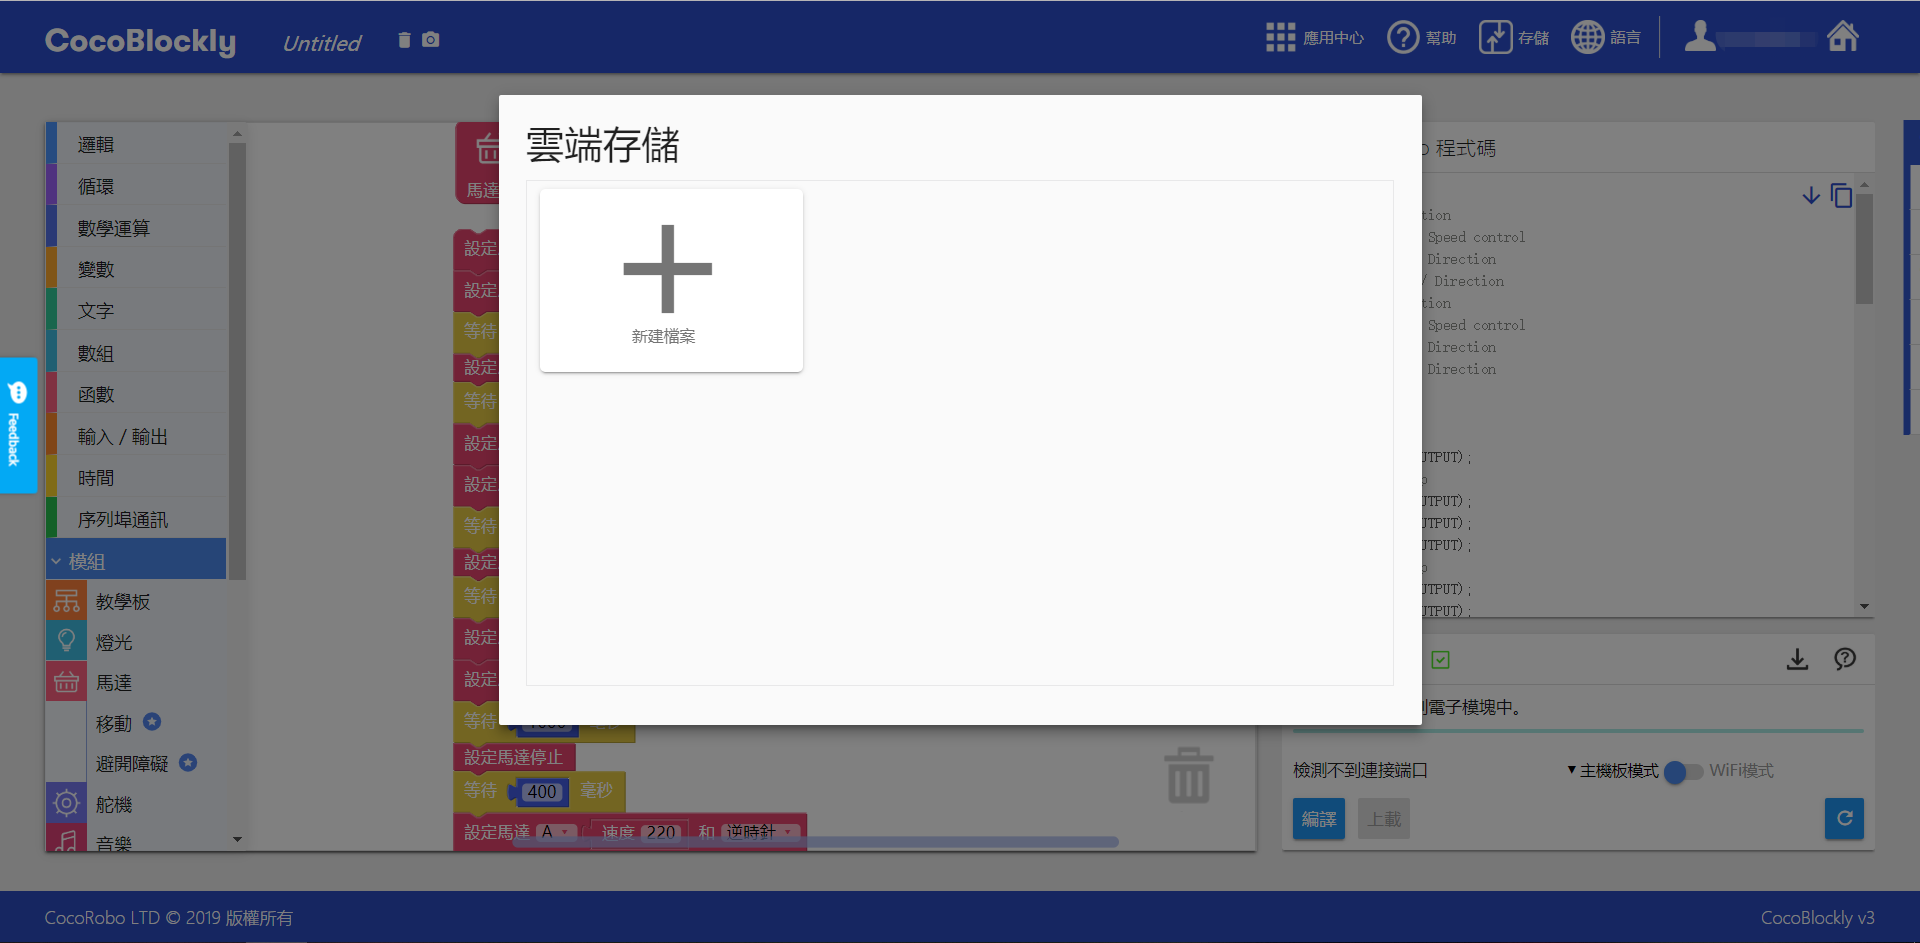 CocoBlockly
Untitled
應用中心
幫助
存儲
語言
邏輯
循環
數學運算
變數
文字
數組
函數
輸入 / 輸出
時間
序列埠通訊
模組
教學板
燈光
馬達
移動
避開障礙
舵機
音樂
Feedback
馬達
設定
設定
等待
設定
等待
設定
設定
等待
設定
等待
設定
設定
等待
設定馬達停止
等待 400 毫秒
設定馬達 A 速度 220 和 逆時針
雲端存儲
新建檔案
程式碼
tion
Speed control
Direction
/ Direction
tion
Speed control
Direction
Direction
UTPUT);
UTPUT);
UTPUT);
UTPUT);
UTPUT);
UTPUT);
電子模塊中。
檢測不到連接端口
主機板模式
WiFi模式
編譯
上載
CocoRobo LTD © 2019 版權所有
CocoBlockly v3